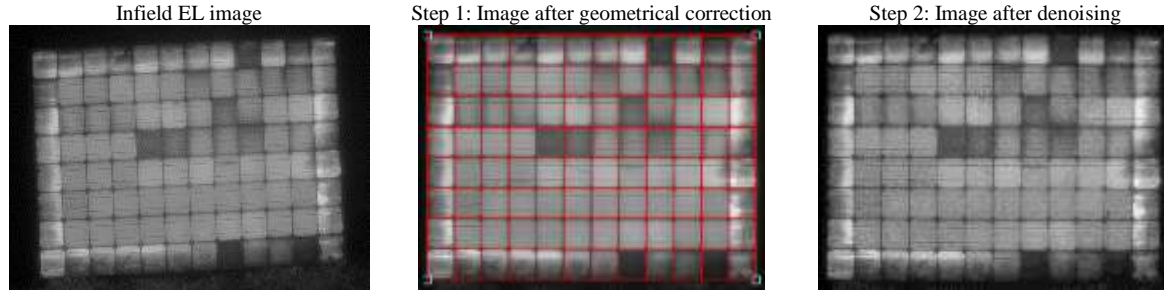 Infield EL image
Step 1: Image after geometrical correction
Step 2: Image after denoising